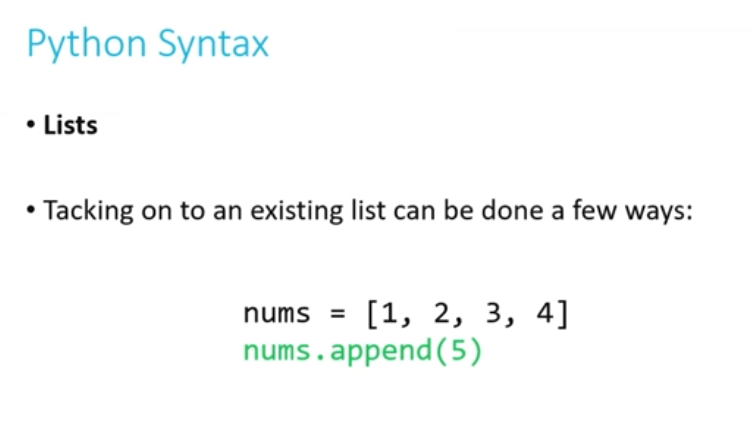 Python Syntax
• Lists
• Tacking on to an existing list can be done a few ways:
nums = [1, 2, 3, 4]
nums.append(5)